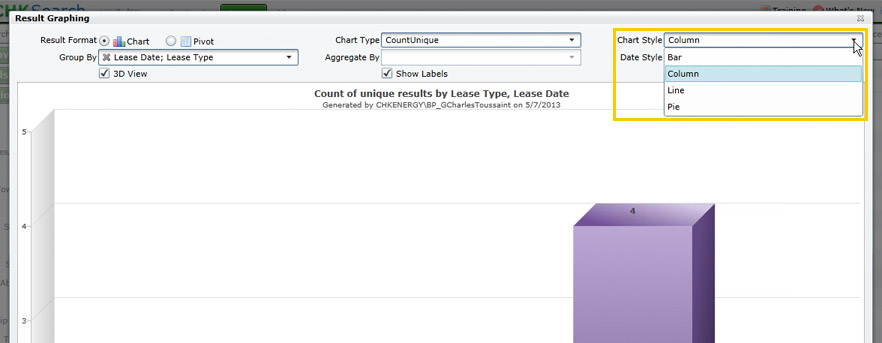 CHKSearch
Training
What's New
Result Graphing
Result Format Chart Pivot
Chart Type CountUnique
Chart Style Column
Group By Lease Date; Lease Type
Aggregate By
Date Style
Bar
Column
Line
Pie
3D View
Show Labels
Count of unique results by Lease Type, Lease Date
Generated by CHKENERGY\BP_GCharlesToussaint on 5/7/2013
5
4
4
3